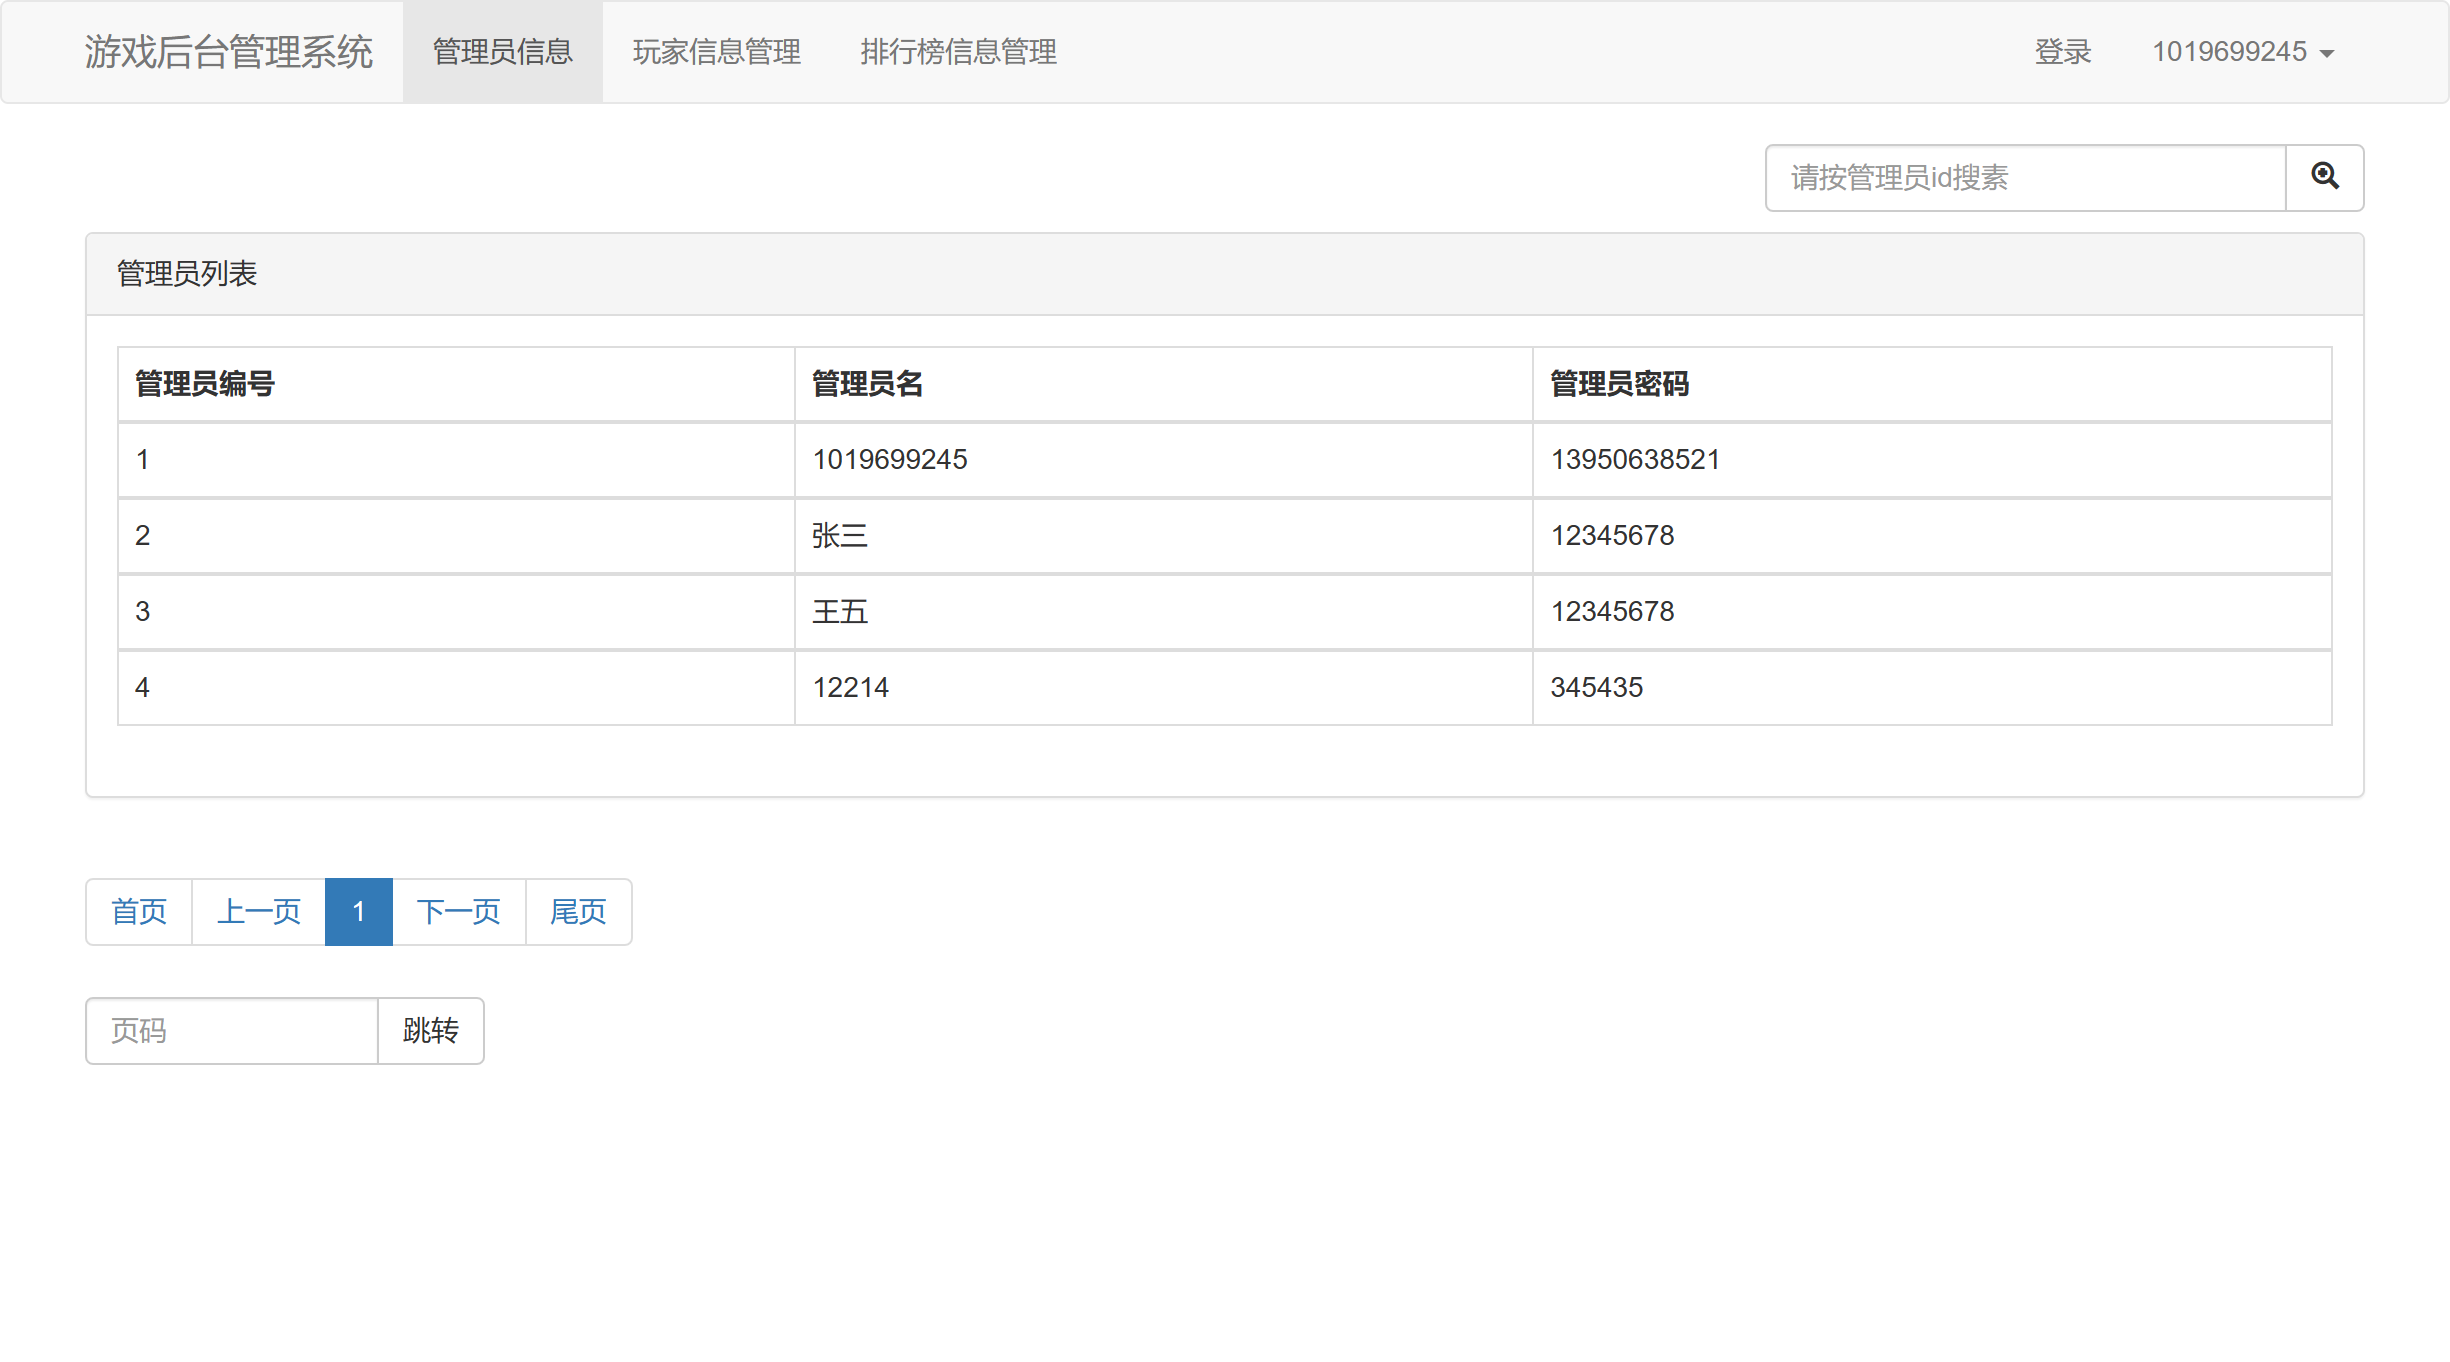 游戏后台管理系统 管理员信息 玩家信息管理 排行榜信息管理 登录 1019699245
请按管理员id搜素
管理员列表
管理员编号 管理员名 管理员密码
1 1019699245 13950638521
2 张三 12345678
3 王五 12345678
4 12214 345435
首页 上一页 1 下一页 尾页
页码 跳转